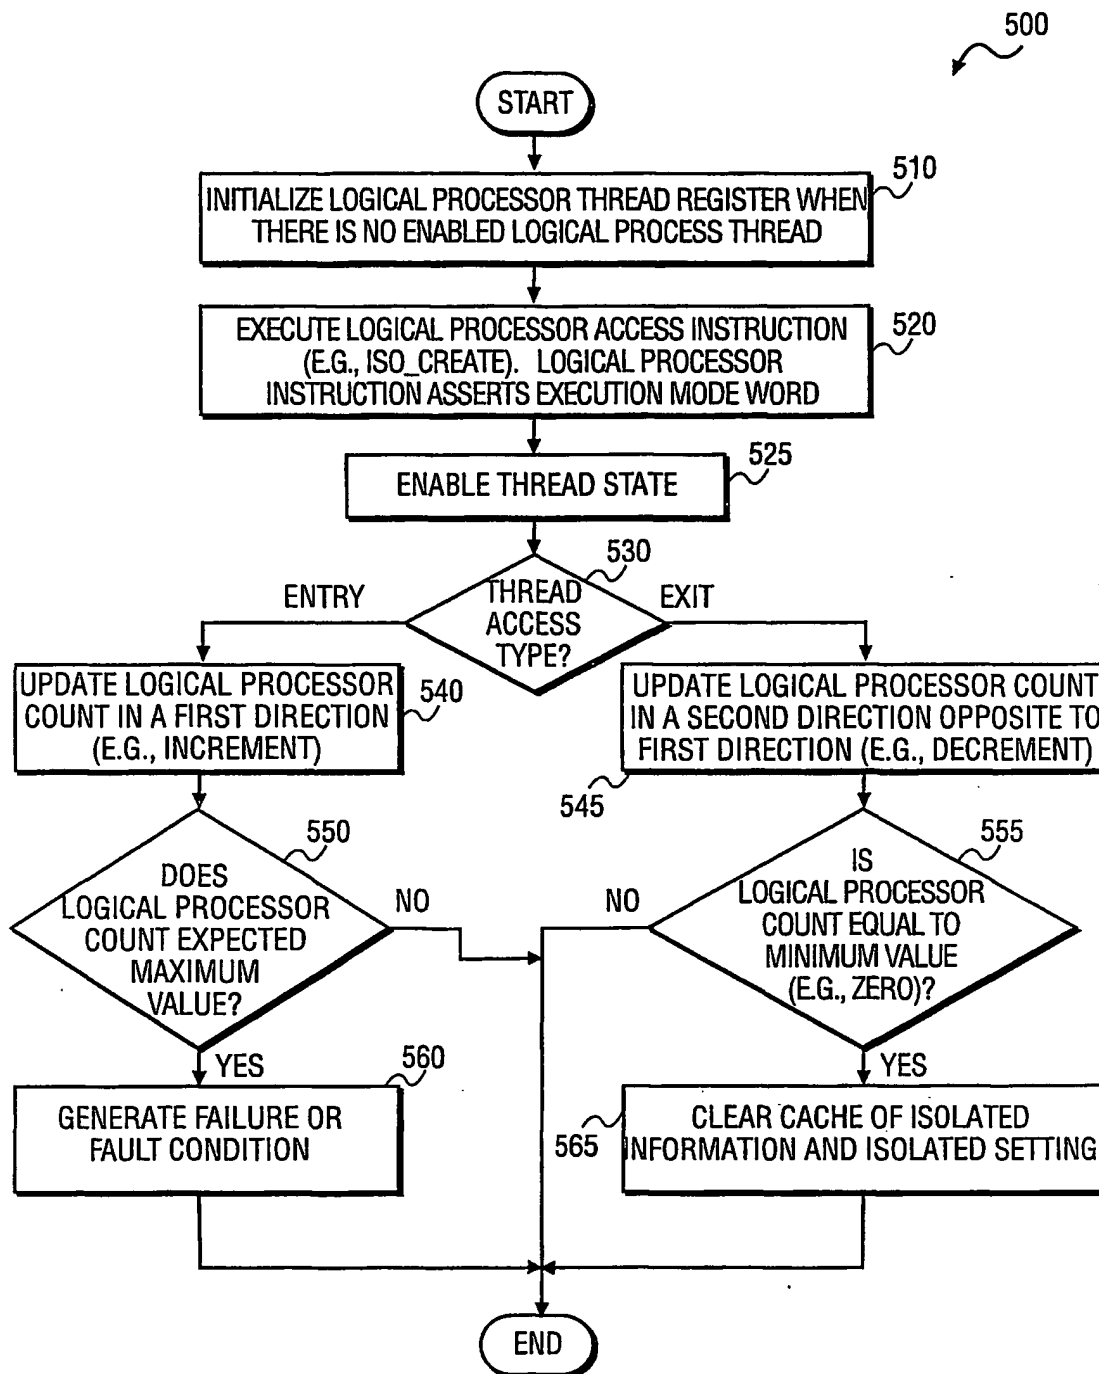 500
START
510
INITIALIZE LOGICAL PROCESSOR THREAD REGISTER WHEN
THERE IS NO ENABLED LOGICAL PROCESS THREAD
EXECUTE LOGICAL PROCESSOR ACCESS INSTRUCTION
(E.G., ISO_CREATE). LOGICAL PROCESSOR
INSTRUCTION ASSERTS EXECUTION MODE WORD
520
525
ENABLE THREAD STATE
530
THREAD
ACCESS
TYPE?
ENTRY
EXIT
UPDATE LOGICAL PROCESSOR
COUNT IN A FIRST DIRECTION
(E.G., INCREMENT)
540
UPDATE LOGICAL PROCESSOR COUNT
IN A SECOND DIRECTION OPPOSITE TO
FIRST DIRECTION (E.G., DECREMENT)
545
550
DOES
LOGICAL PROCESSOR
COUNT EXPECTED
MAXIMUM
VALUE?
NO
555
IS
LOGICAL PROCESSOR
COUNT EQUAL TO
MINIMUM VALUE
(E.G., ZERO)?
NO
YES
560
GENERATE FAILURE OR
FAULT CONDITION
YES
CLEAR CACHE OF ISOLATED
INFORMATION AND ISOLATED SETTING
565
END